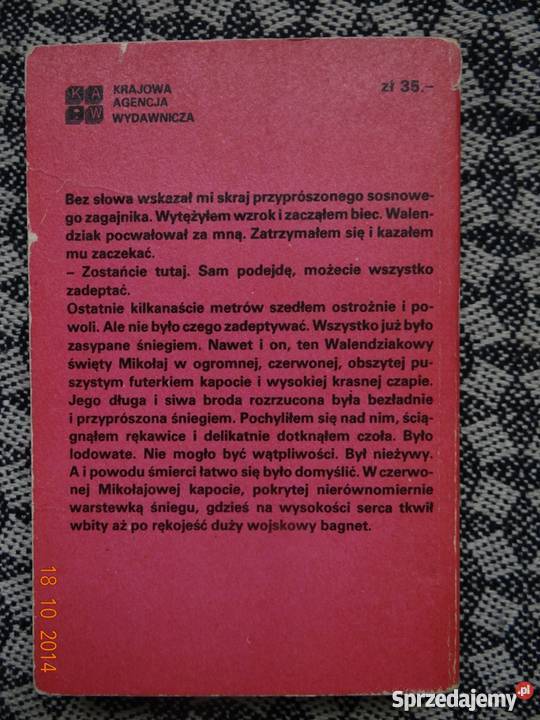 KRAJOWA
AGENCJA
WYDAWNICZA
KAW
zł 35.–
Bez słowa wskazał mi skraj przyprószonego sosnowe-
go zagajnika. Wytężyłem wzrok i zacząłem biec. Walen-
dziak pocwałował za mną. Zatrzymałem się i kazałem
mu zaczekać.
– Zostańcie tutaj. Sam podejdę, możecie wszystko
zadeptać.
Ostatnie kilkanaście metrów szedłem ostrożnie i po-
woli. Ale nie było czego zadeptywać. Wszystko już było
zasypane śniegiem. Nawet i on, ten Walendziakowy
święty Mikołaj w ogromnej, czerwonej, obszytej pu-
szystym futerkiem kapocie i wysokiej krasnej czapie.
Jego długa i siwa broda rozrzucona była bezładnie
i przyprószona śniegiem. Pochyliłem się nad nim, ścią-
gnąłem rękawice i delikatnie dotknąłem czoła. Było
lodowate. Nie mogło być wątpliwości. Był nieżywy.
A i powodu śmierci łatwo się było domyślić. W czerwo-
nej Mikołajowej kapocie, pokrytej nierównomiernie
warstewką śniegu, gdzieś na wysokości serca tkwił
wbity aż po rękojeść duży wojskowy bagnet.
18 10 2014
Sprzedajemy.pl